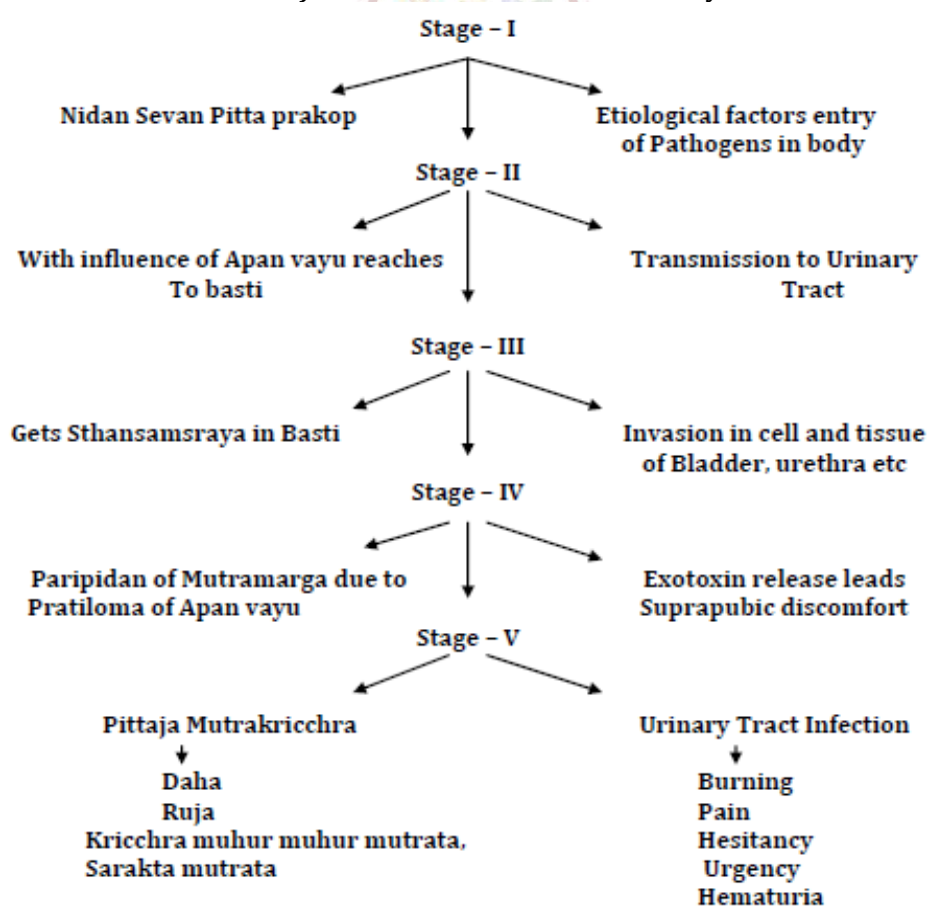 Stage – I
Nidan Sevan Pitta prakop
Etiological factors entry
of Pathogens in body
Stage – II
With influence of Apan vayu reaches
To basti
Transmission to Urinary
Tract
Stage – III
Gets Sthansamsraya in Basti
Invasion in cell and tissue
of Bladder, urethra etc
Stage – IV
Paripidan of Mutramarga due to
Pratiloma of Apan vayu
Exotoxin release leads
Suprapubic discomfort
Stage – V
Pittaja Mutrakricchra
Daha
Ruja
Kricchra muhur muhur mutrata,
Sarakta mutrata
Urinary Tract Infection
Burning
Pain
Hesitancy
Urgency
Hematuria